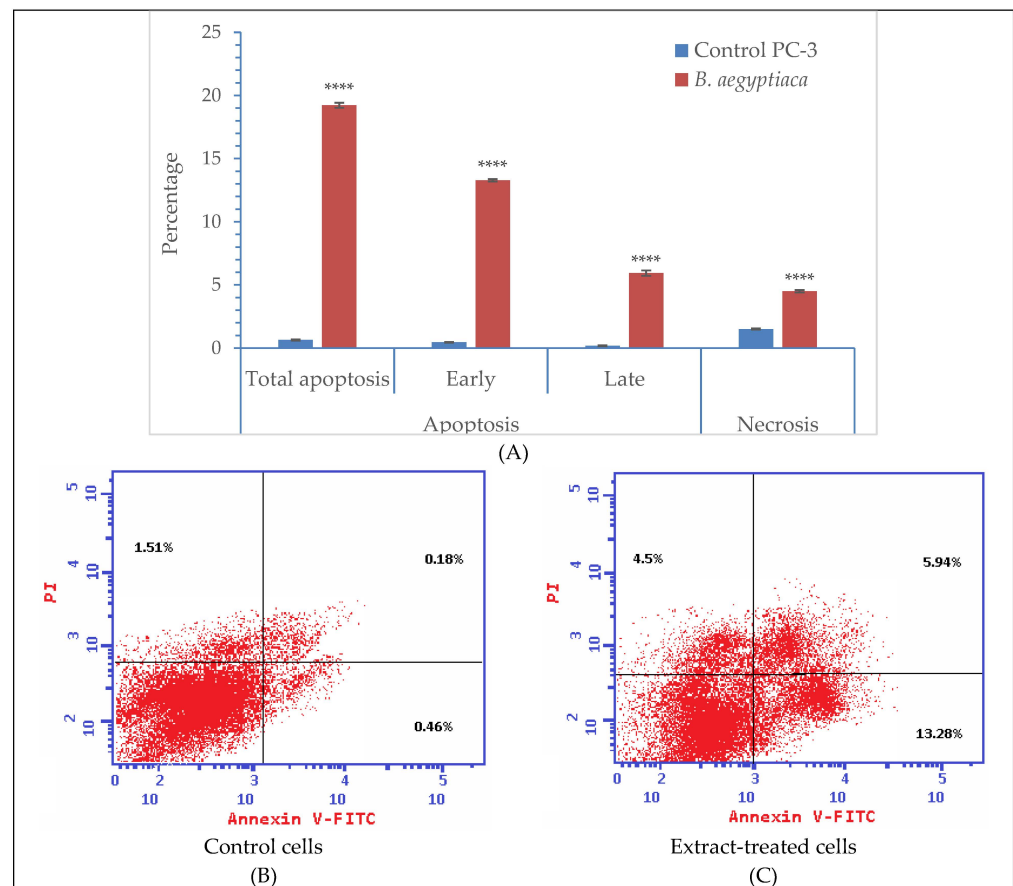 25
20
15
10
5
0
Percentage
Control PC-3
B. aegyptiaca
****
****
****
****
Total apoptosis Early Late
Apoptosis Necrosis
(A)
5 10
4 10
3 10
2 10
PI
1.51%
0.18%
0.46%
0 2 3 4 5
10 10 10 10
Annexin V-FITC
Control cells
(B)
5 10
4 10
3 10
2 10
PI
4.5%
5.94%
13.28%
0 2 3 4 5
10 10 10 10
Annexin V-FITC
Extract-treated cells
(C)